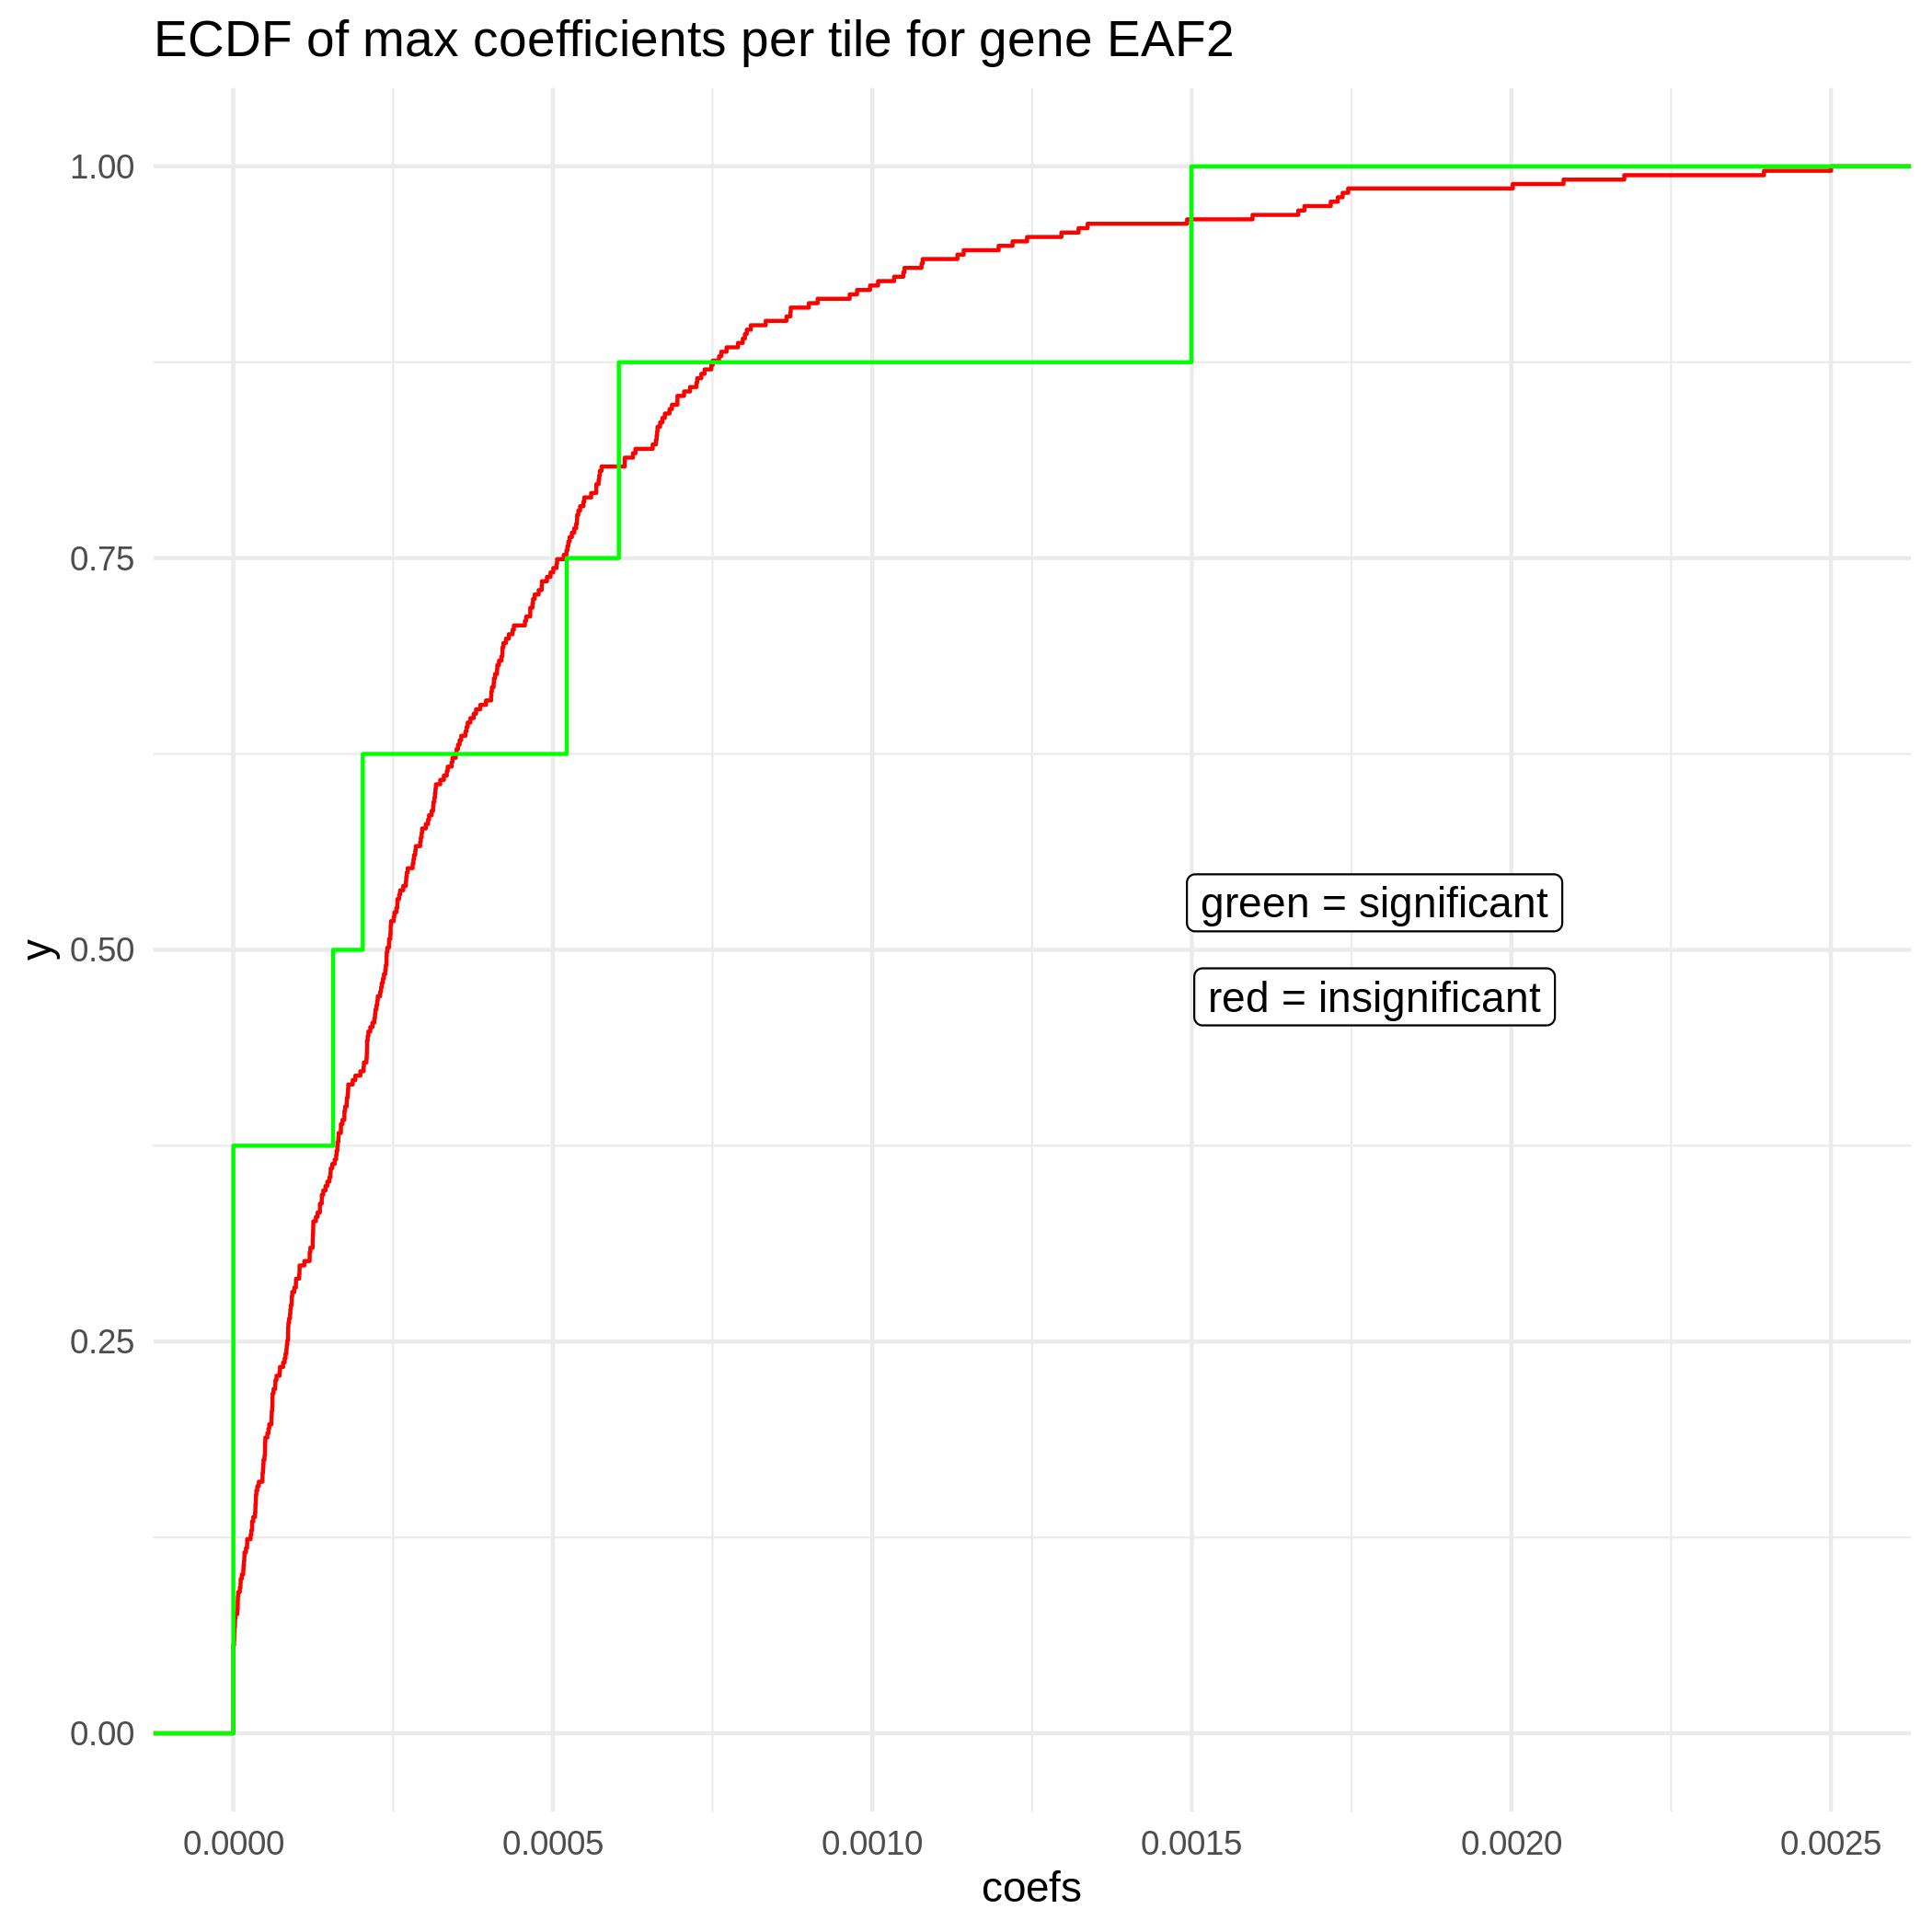 ECDF of max coefficients per tile for gene EAF2
1.00
0.75
0.50
0.25
0.00
y
green = significant
red = insignificant
0.0000
0.0005
0.0010
0.0015
0.0020
0.0025
coefs